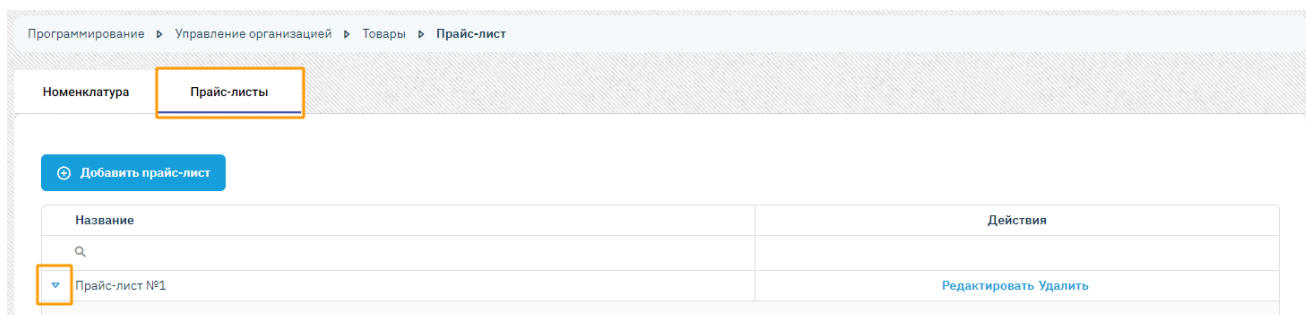 Программирование Управление организацией Товары Прайс-лист
Номенклатура Прайс-листы
Добавить прайс-лист
Название Действия
Прайс-лист №1 Редактировать Удалить